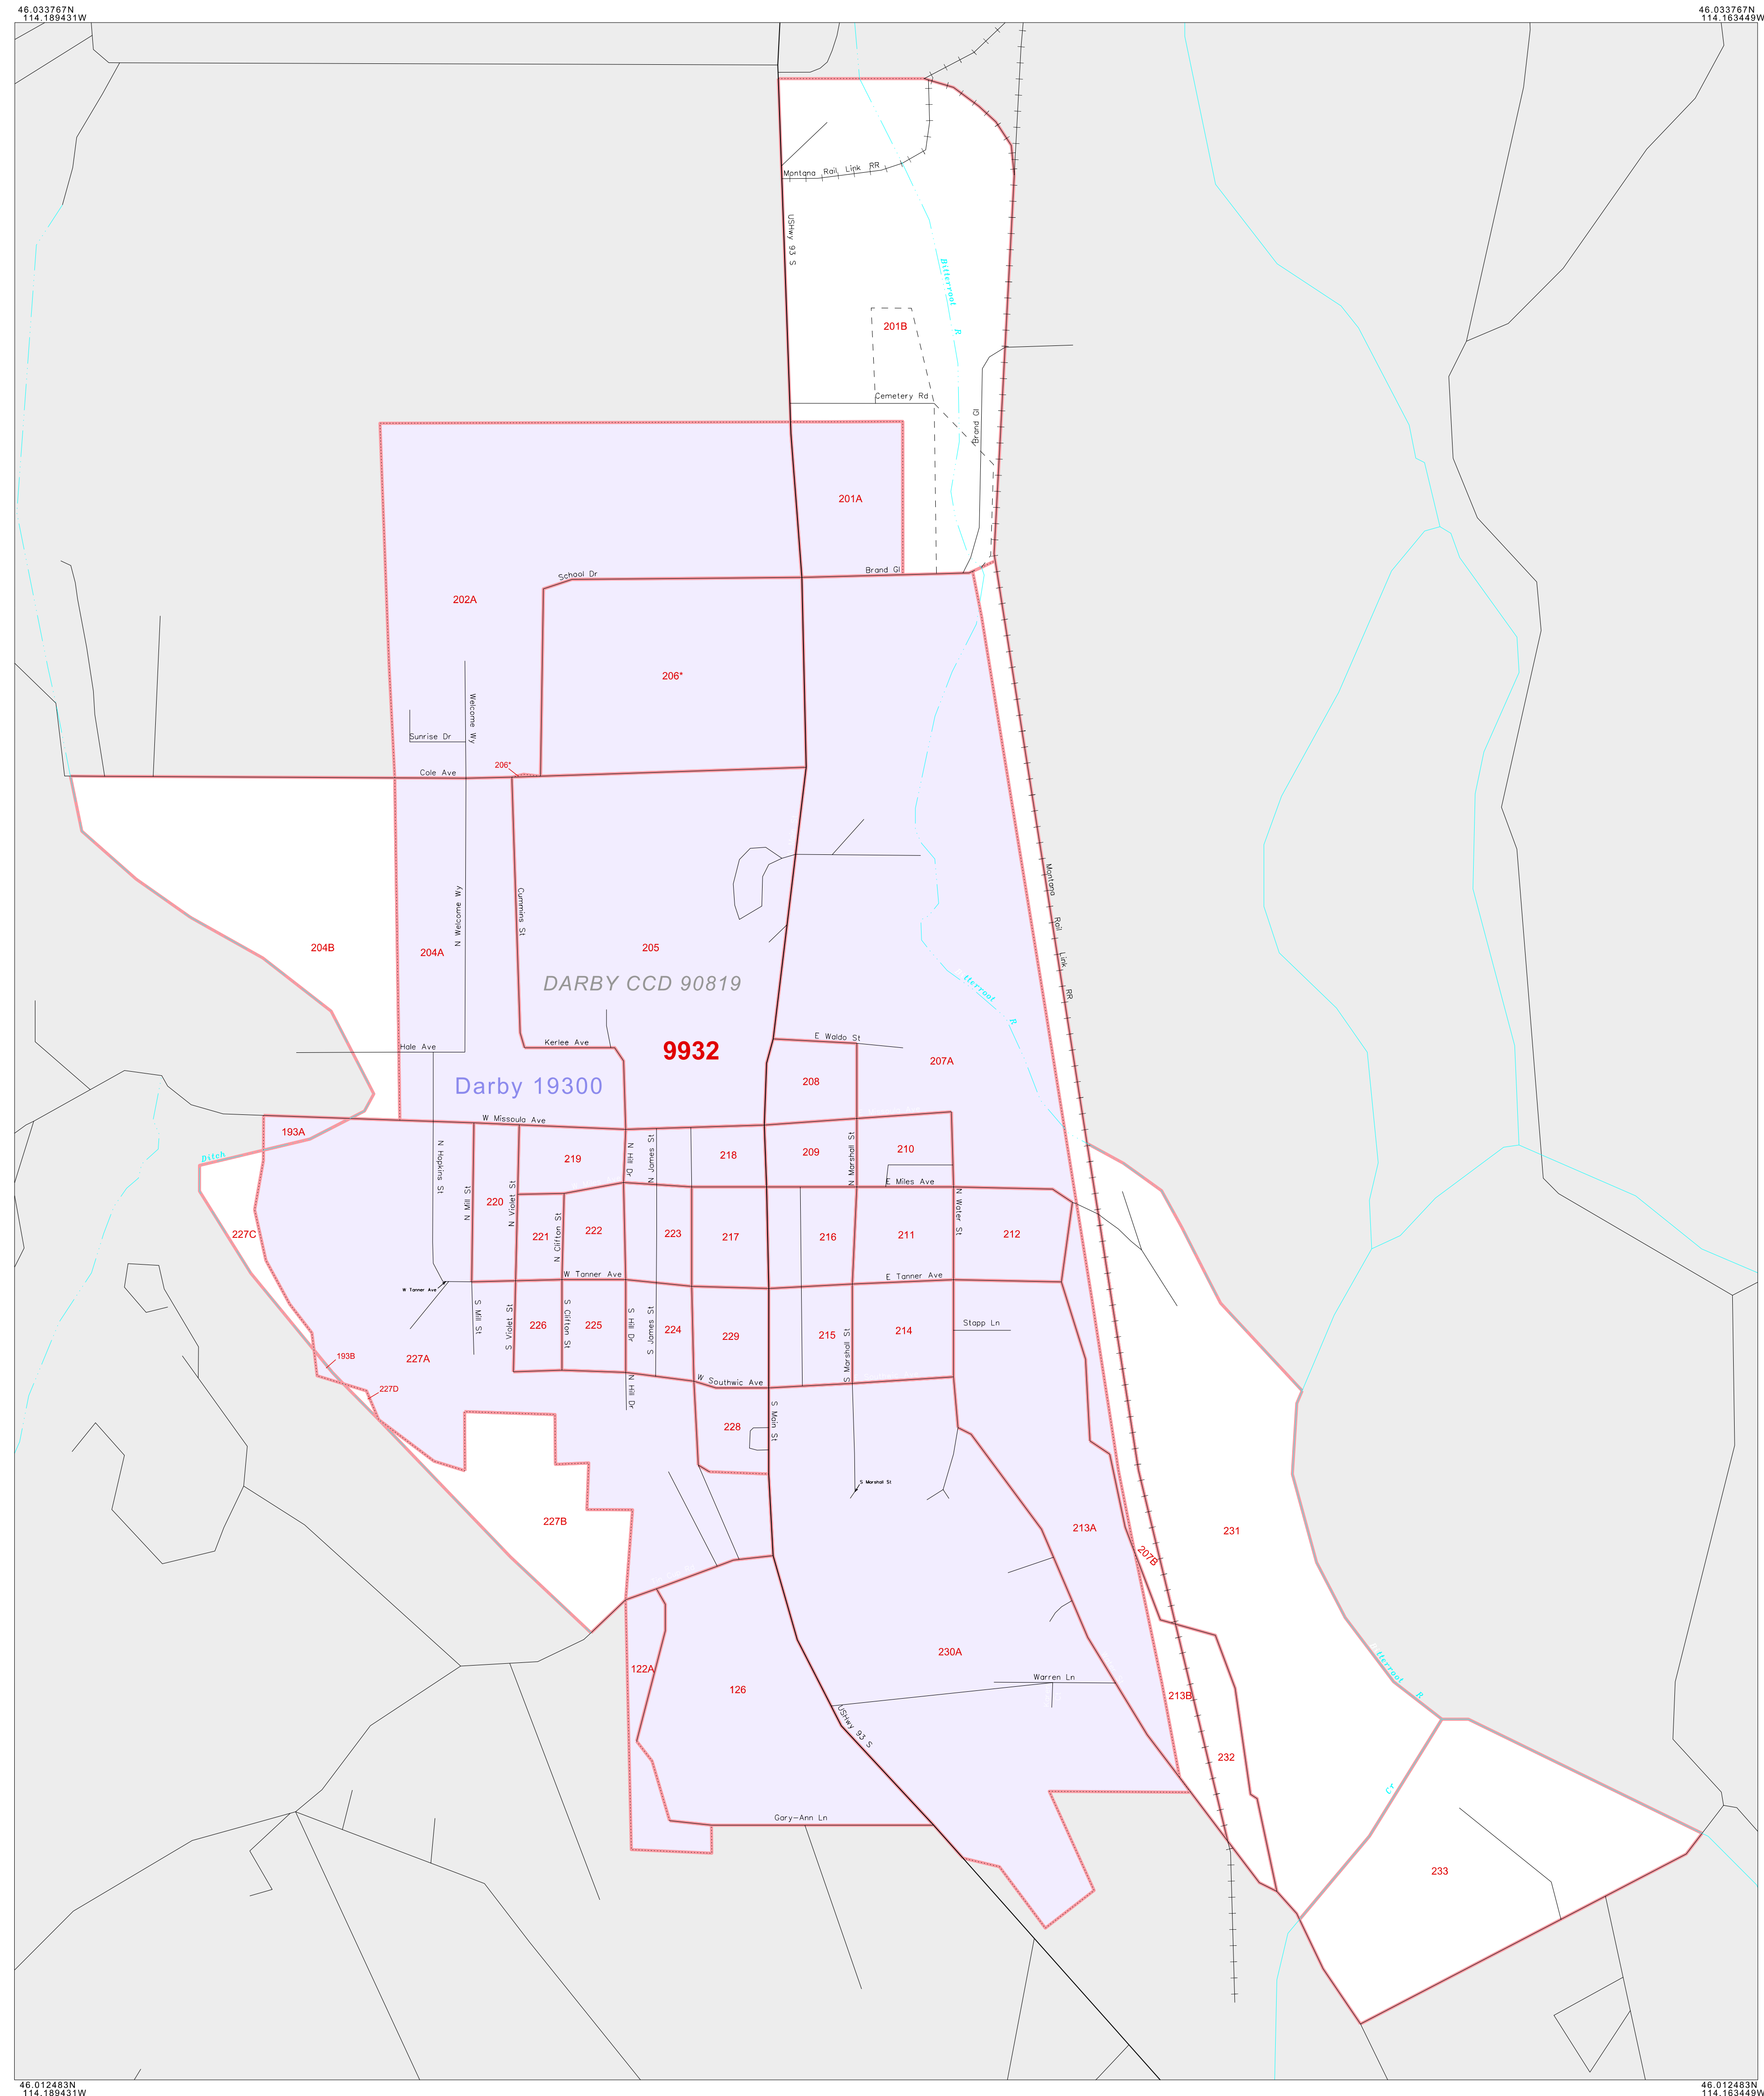 46.033767N
114.189431W
46.033767N
114.163449W
Montana Rail Link RR
USHwy 93 S
Bitterroot R
201B
Cemetery Rd
Brand Gl
201A
School Dr
Brand Gl
202A
206*
Welcome Wy
Sunrise Dr
206*
Cole Ave
Montana Rail Link RR
Cummins St
N Welcome Wy
204B
204A
205
DARBY CCD 90819
tterroot R
E Waldo St
Kerlee Ave
Hale Ave
9932
207A
Darby 19300
208
W Missoula Ave
193A
N Hopkins St
N Hill Dr
N James St
N Marshall St
Ditch
219
218
209
210
E Miles Ave
N Mill St
220
N Violet St
N Water St
227C
221
N Clifton St
222
223
217
216
211
212
W Tanner Ave
E Tanner Ave
W Tanner Ave
S Mill St
S Violet St
226
S Clifton St
225
S Hill Dr
S James St
224
229
215
S Marshall St
214
Stapp Ln
193B
227A
227D
N Hill Dr
W Southwic Ave
S Main St
228
S Marshall St
227B
213A
231
207B
230A
122A
126
Warren Ln
213B
tterroot R
USHwy 93 S
232
Cr
Gary-Ann Ln
233
46.012483N
114.189431W
46.012483N
114.163449W